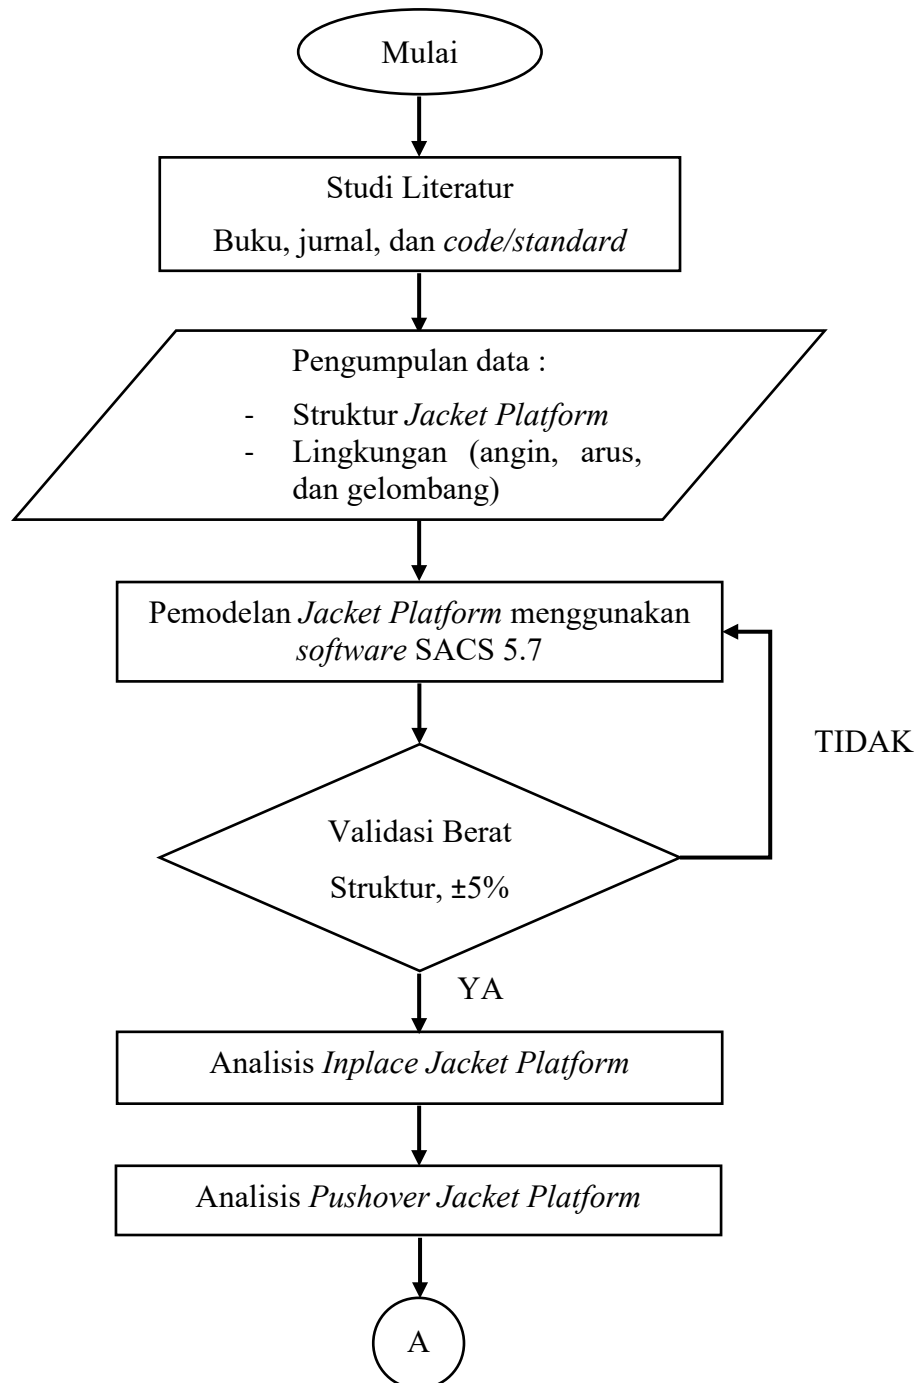 Mulai
Studi Literatur
Buku, jurnal, dan code/standard
Pengumpulan data :
- Struktur Jacket Platform
- Lingkungan (angin, arus,
dan gelombang)
Pemodelan Jacket Platform menggunakan
software SACS 5.7
TIDAK
Validasi Berat
Struktur, ±5%
YA
Analisis Inplace Jacket Platform
Analisis Pushover Jacket Platform
A